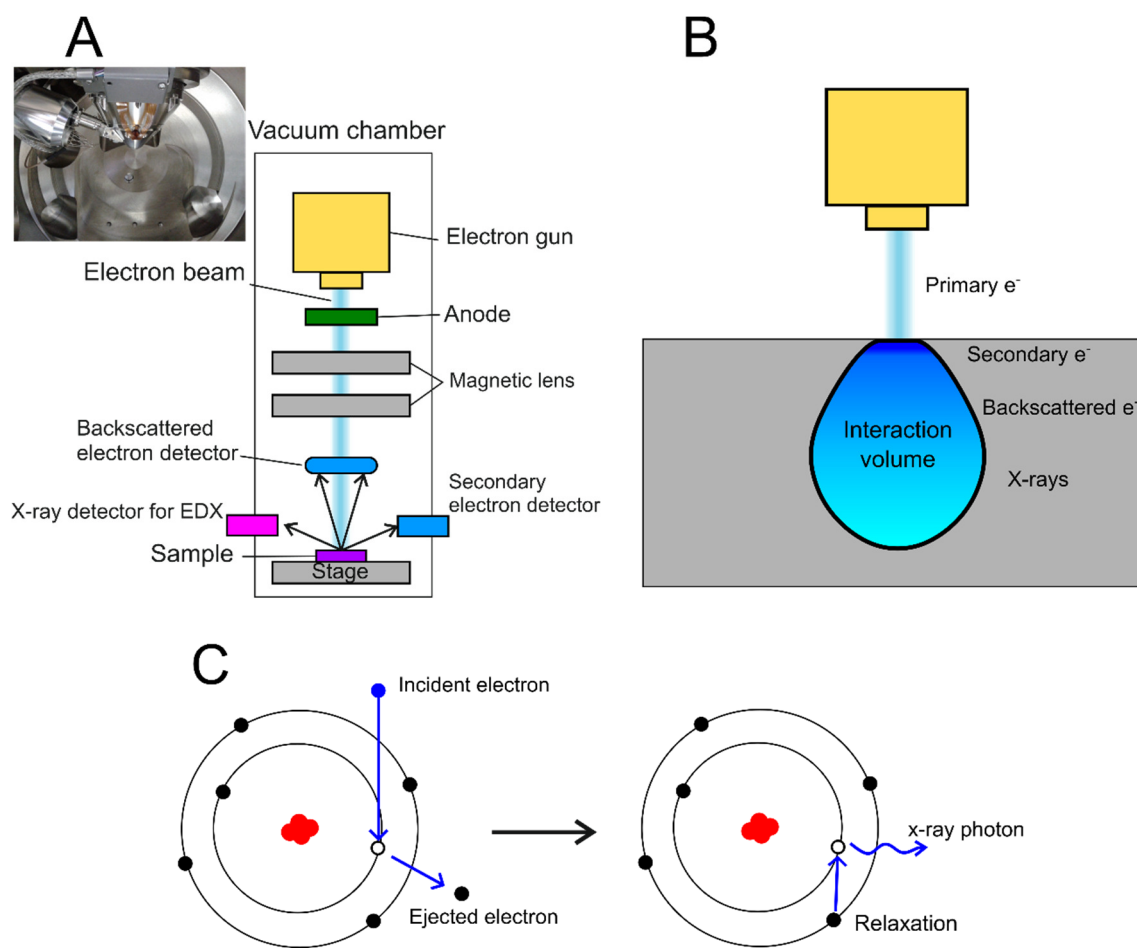 A
Vacuum chamber
Electron gun
Electron beam
Anode
Magnetic lens
Backscattered
electron detector
Secondary
electron detector
X-ray detector for EDX
Sample
Stage
B
Primary e⁻
Secondary e⁻
Backscattered e⁻
Interaction
volume
X-rays
C
Incident electron
Ejected electron
x-ray photon
Relaxation